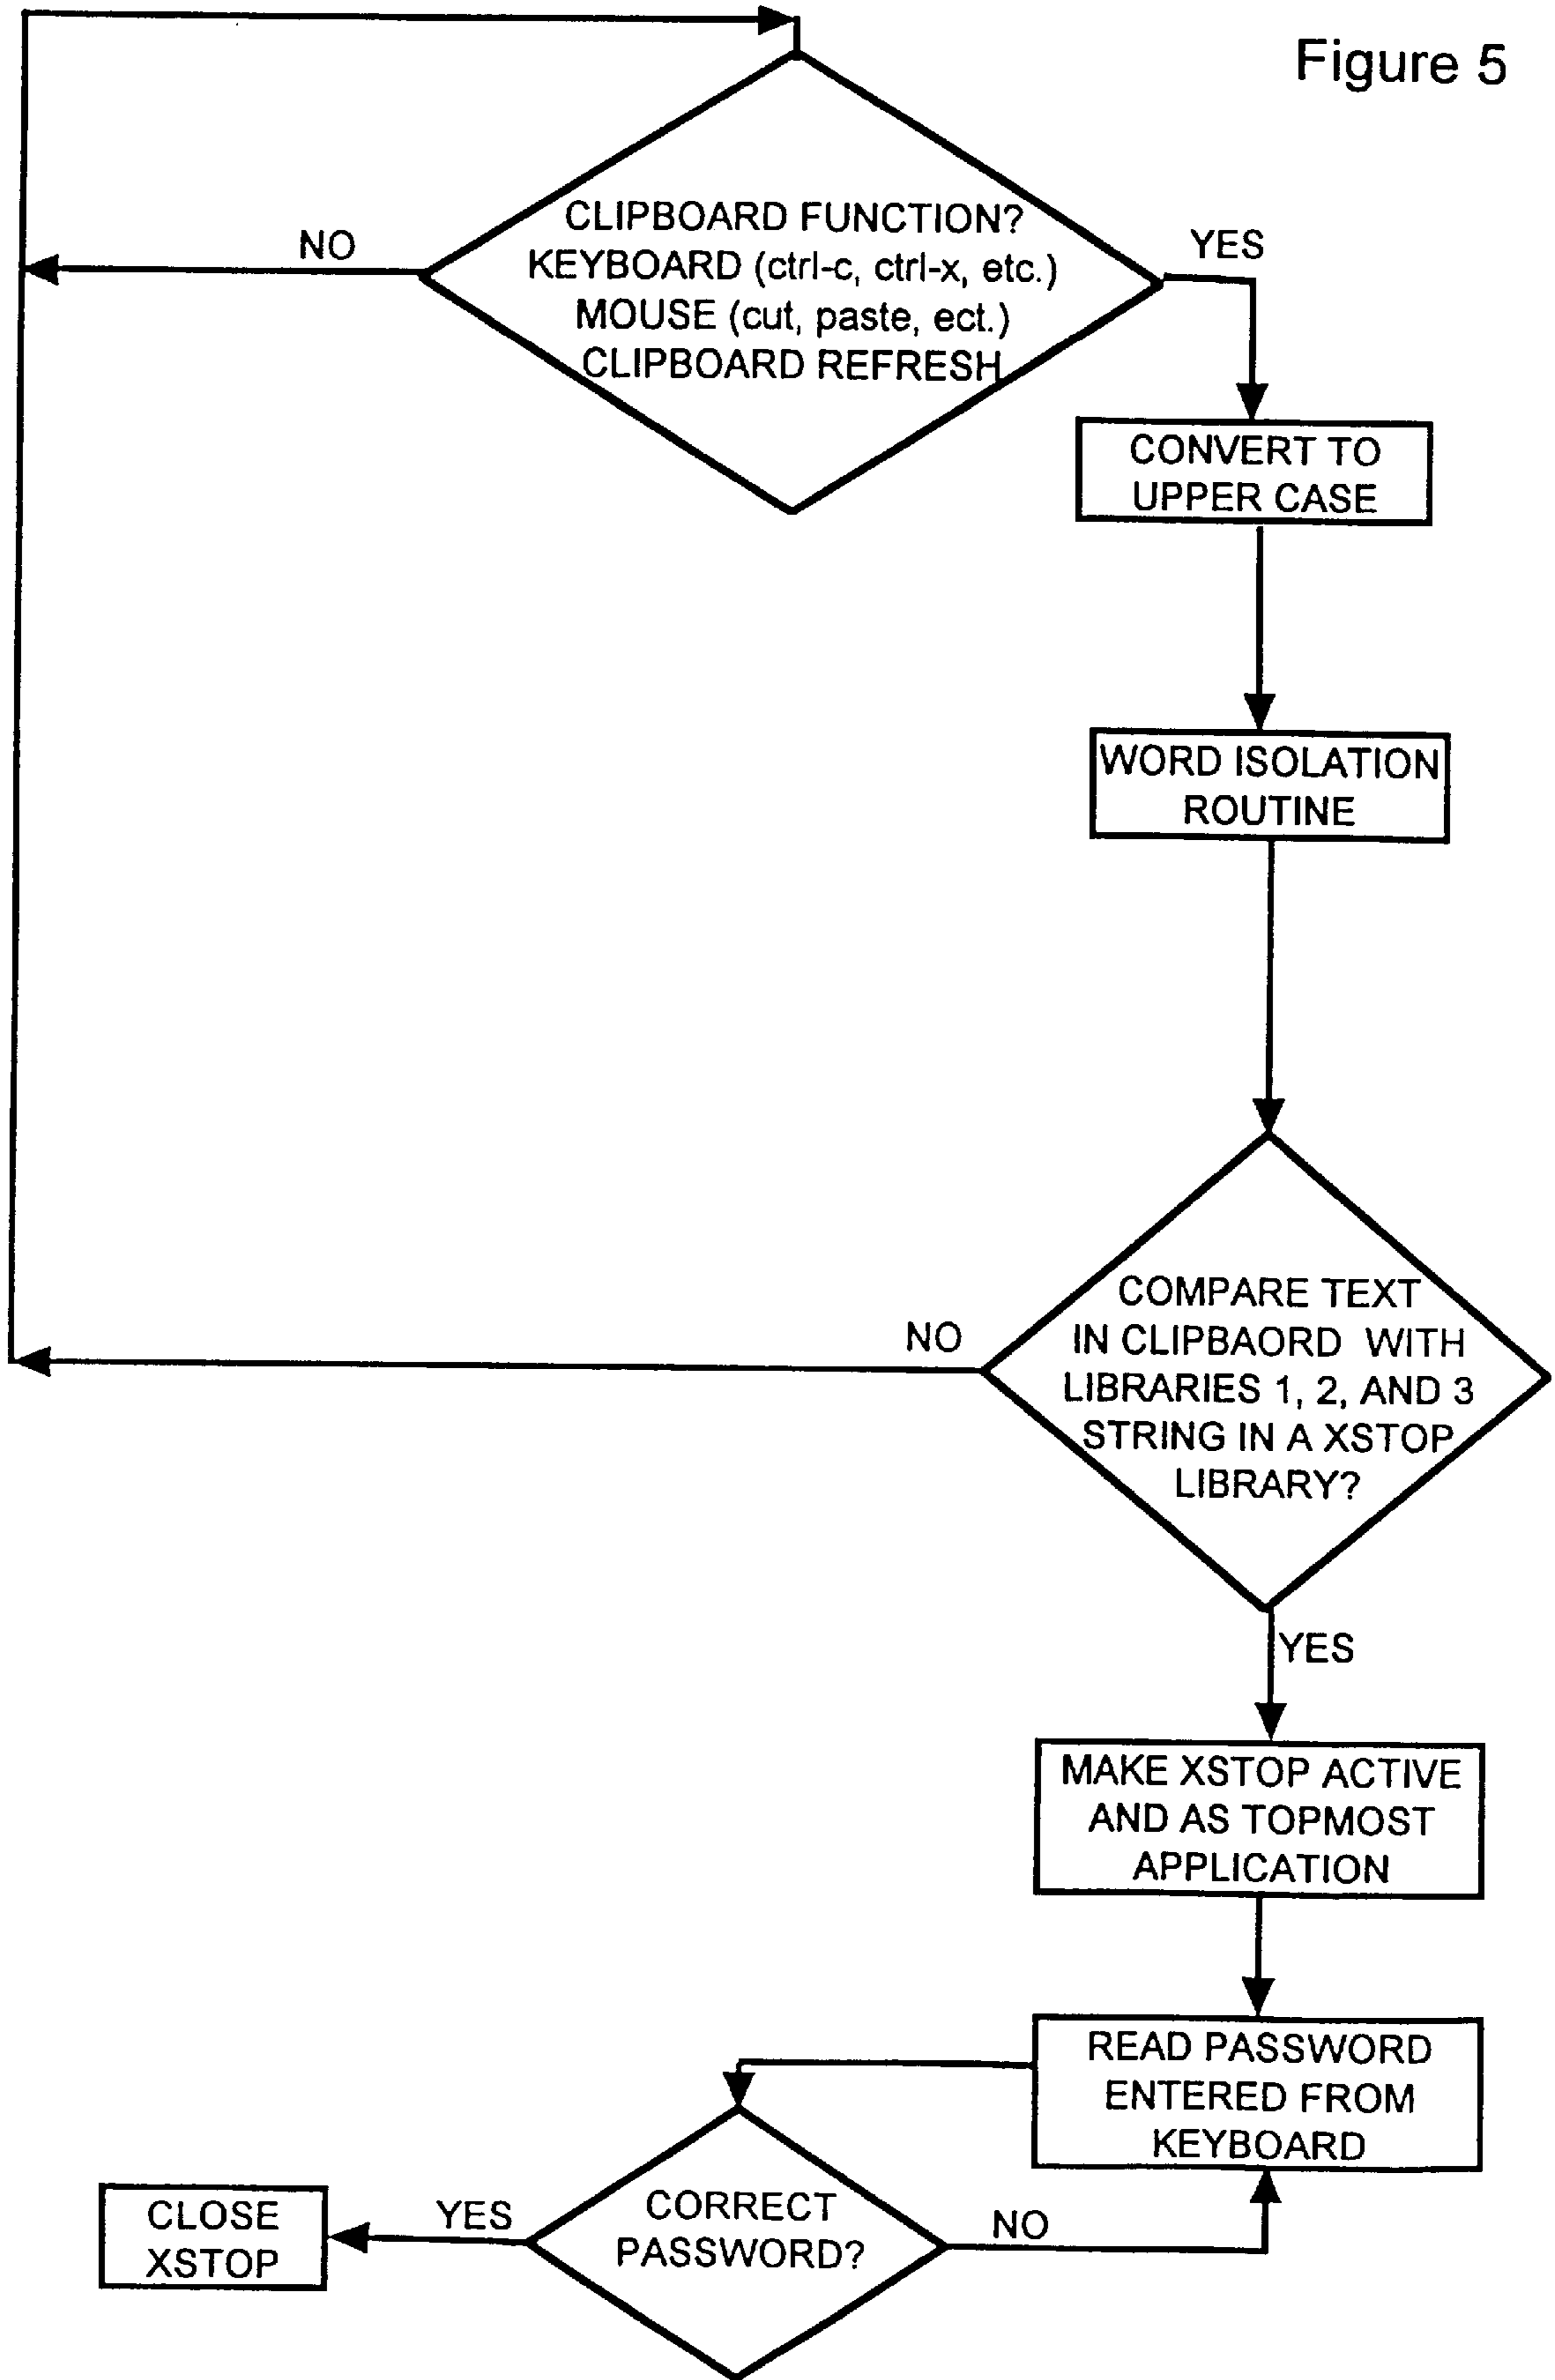 Figure 5
CLIPBOARD FUNCTION?
KEYBOARD (ctrl-c, ctrl-x, etc.)
MOUSE (cut, paste, ect.)
CLIPBOARD REFRESH
NO
YES
CONVERT TO
UPPER CASE
WORD ISOLATION
ROUTINE
COMPARE TEXT
IN CLIPBAORD WITH
LIBRARIES 1, 2, AND 3
STRING IN A XSTOP
LIBRARY?
NO
YES
MAKE XSTOP ACTIVE
AND AS TOPMOST
APPLICATION
READ PASSWORD
ENTERED FROM
KEYBOARD
CORRECT
PASSWORD?
NO
YES
CLOSE
XSTOP